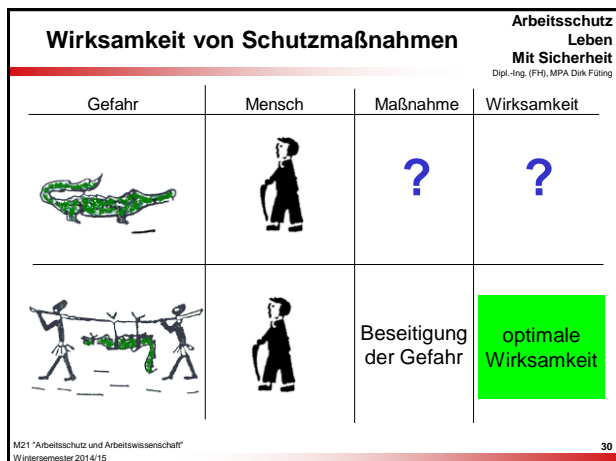 Wirksamkeit von Schutzmaßnahmen
Arbeitsschutz
Leben
Mit Sicherheit
Dipl.-Ing. (FH), MPA Dirk Füting
Gefahr Mensch Maßnahme Wirksamkeit
? ?
Beseitigung
der Gefahr
optimale
Wirksamkeit
M21 "Arbeitsschutz und Arbeitswissenschaft"
Wintersemester 2014/15
30